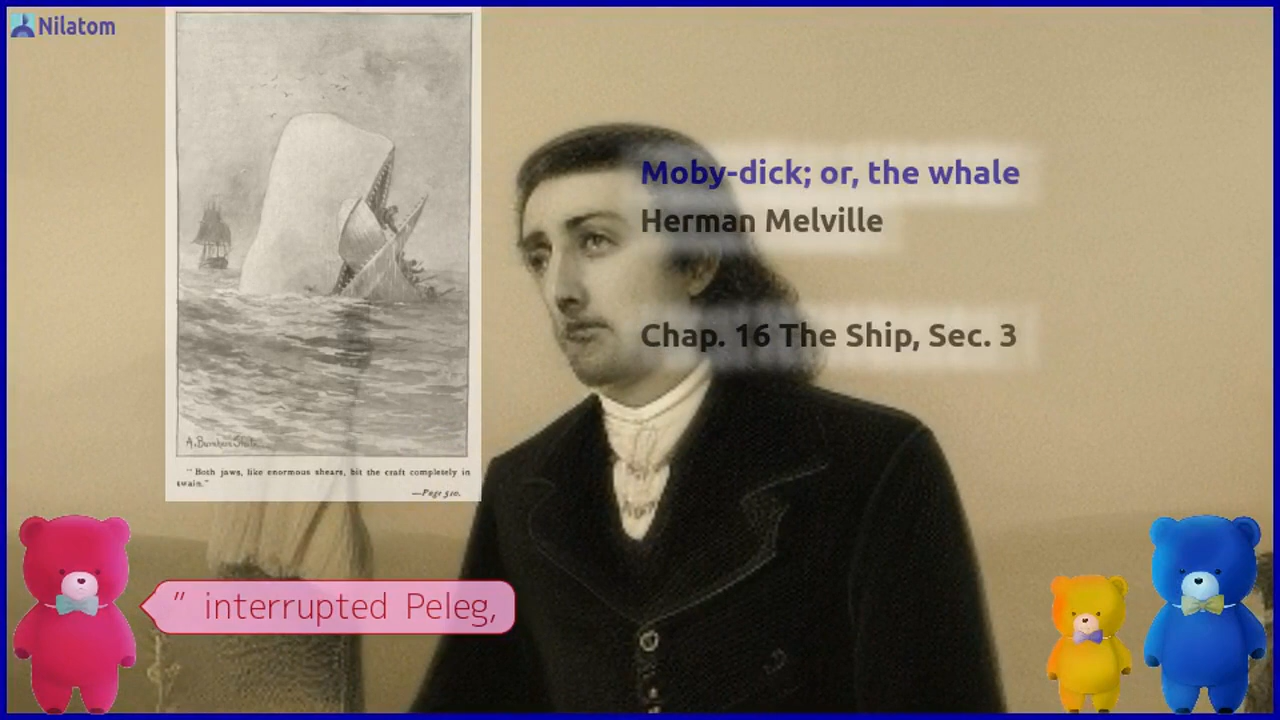 Nilatom
Moby-dick; or, the whale
Herman Melville
Chap. 16 The Ship, Sec. 3
"Both jaws, like enormous shears, bit the craft completely in
twain."
—Page 510.
" interrupted Peleg,